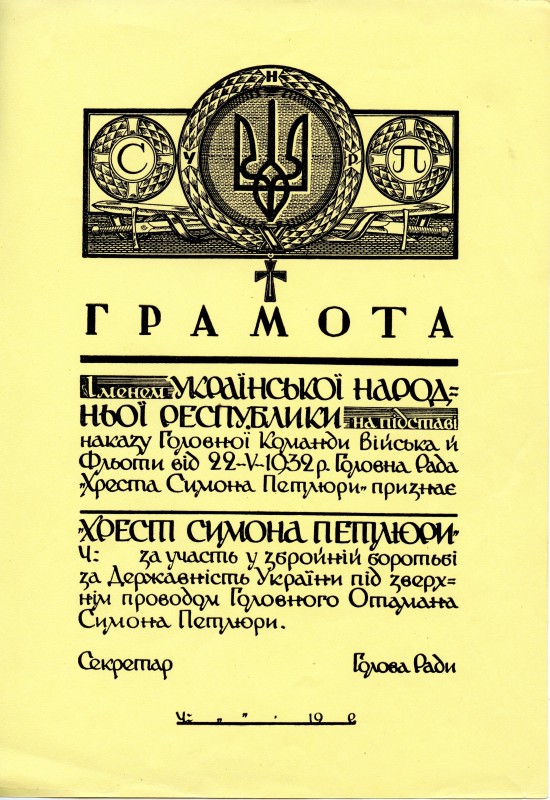 У Н Р
С П
ГРАМОТА
Іменем УКРАЇНСЬКОЇ НАРОД=
НЬОЇ РЕСПУБЛИКИ на підставі
наказу Головної Команди Війська й
Фльоти від 22-V-1932 р. Головна Рада
„Хреста Симона Петлюри" признає
„ХРЕСТ СИМОНА ПЕТЛЮРИ"
Ч: за участь у збройній боротьбі
за Державність України під зверх=
нім проводом Головного Отамана
Симона Петлюри.
Секретар Голова Ради
Ч: „ " . 19 р